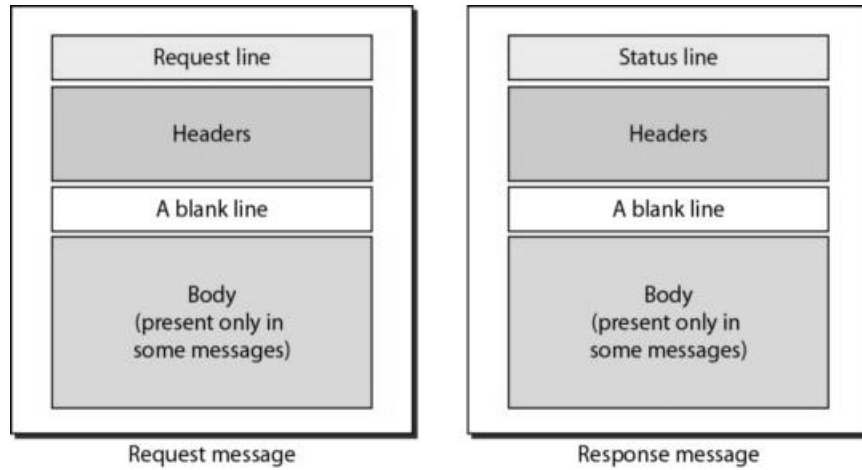 Request line
Headers
A blank line
Body
(present only in
some messages)
Request message
Status line
Headers
A blank line
Body
(present only in
some messages)
Response message